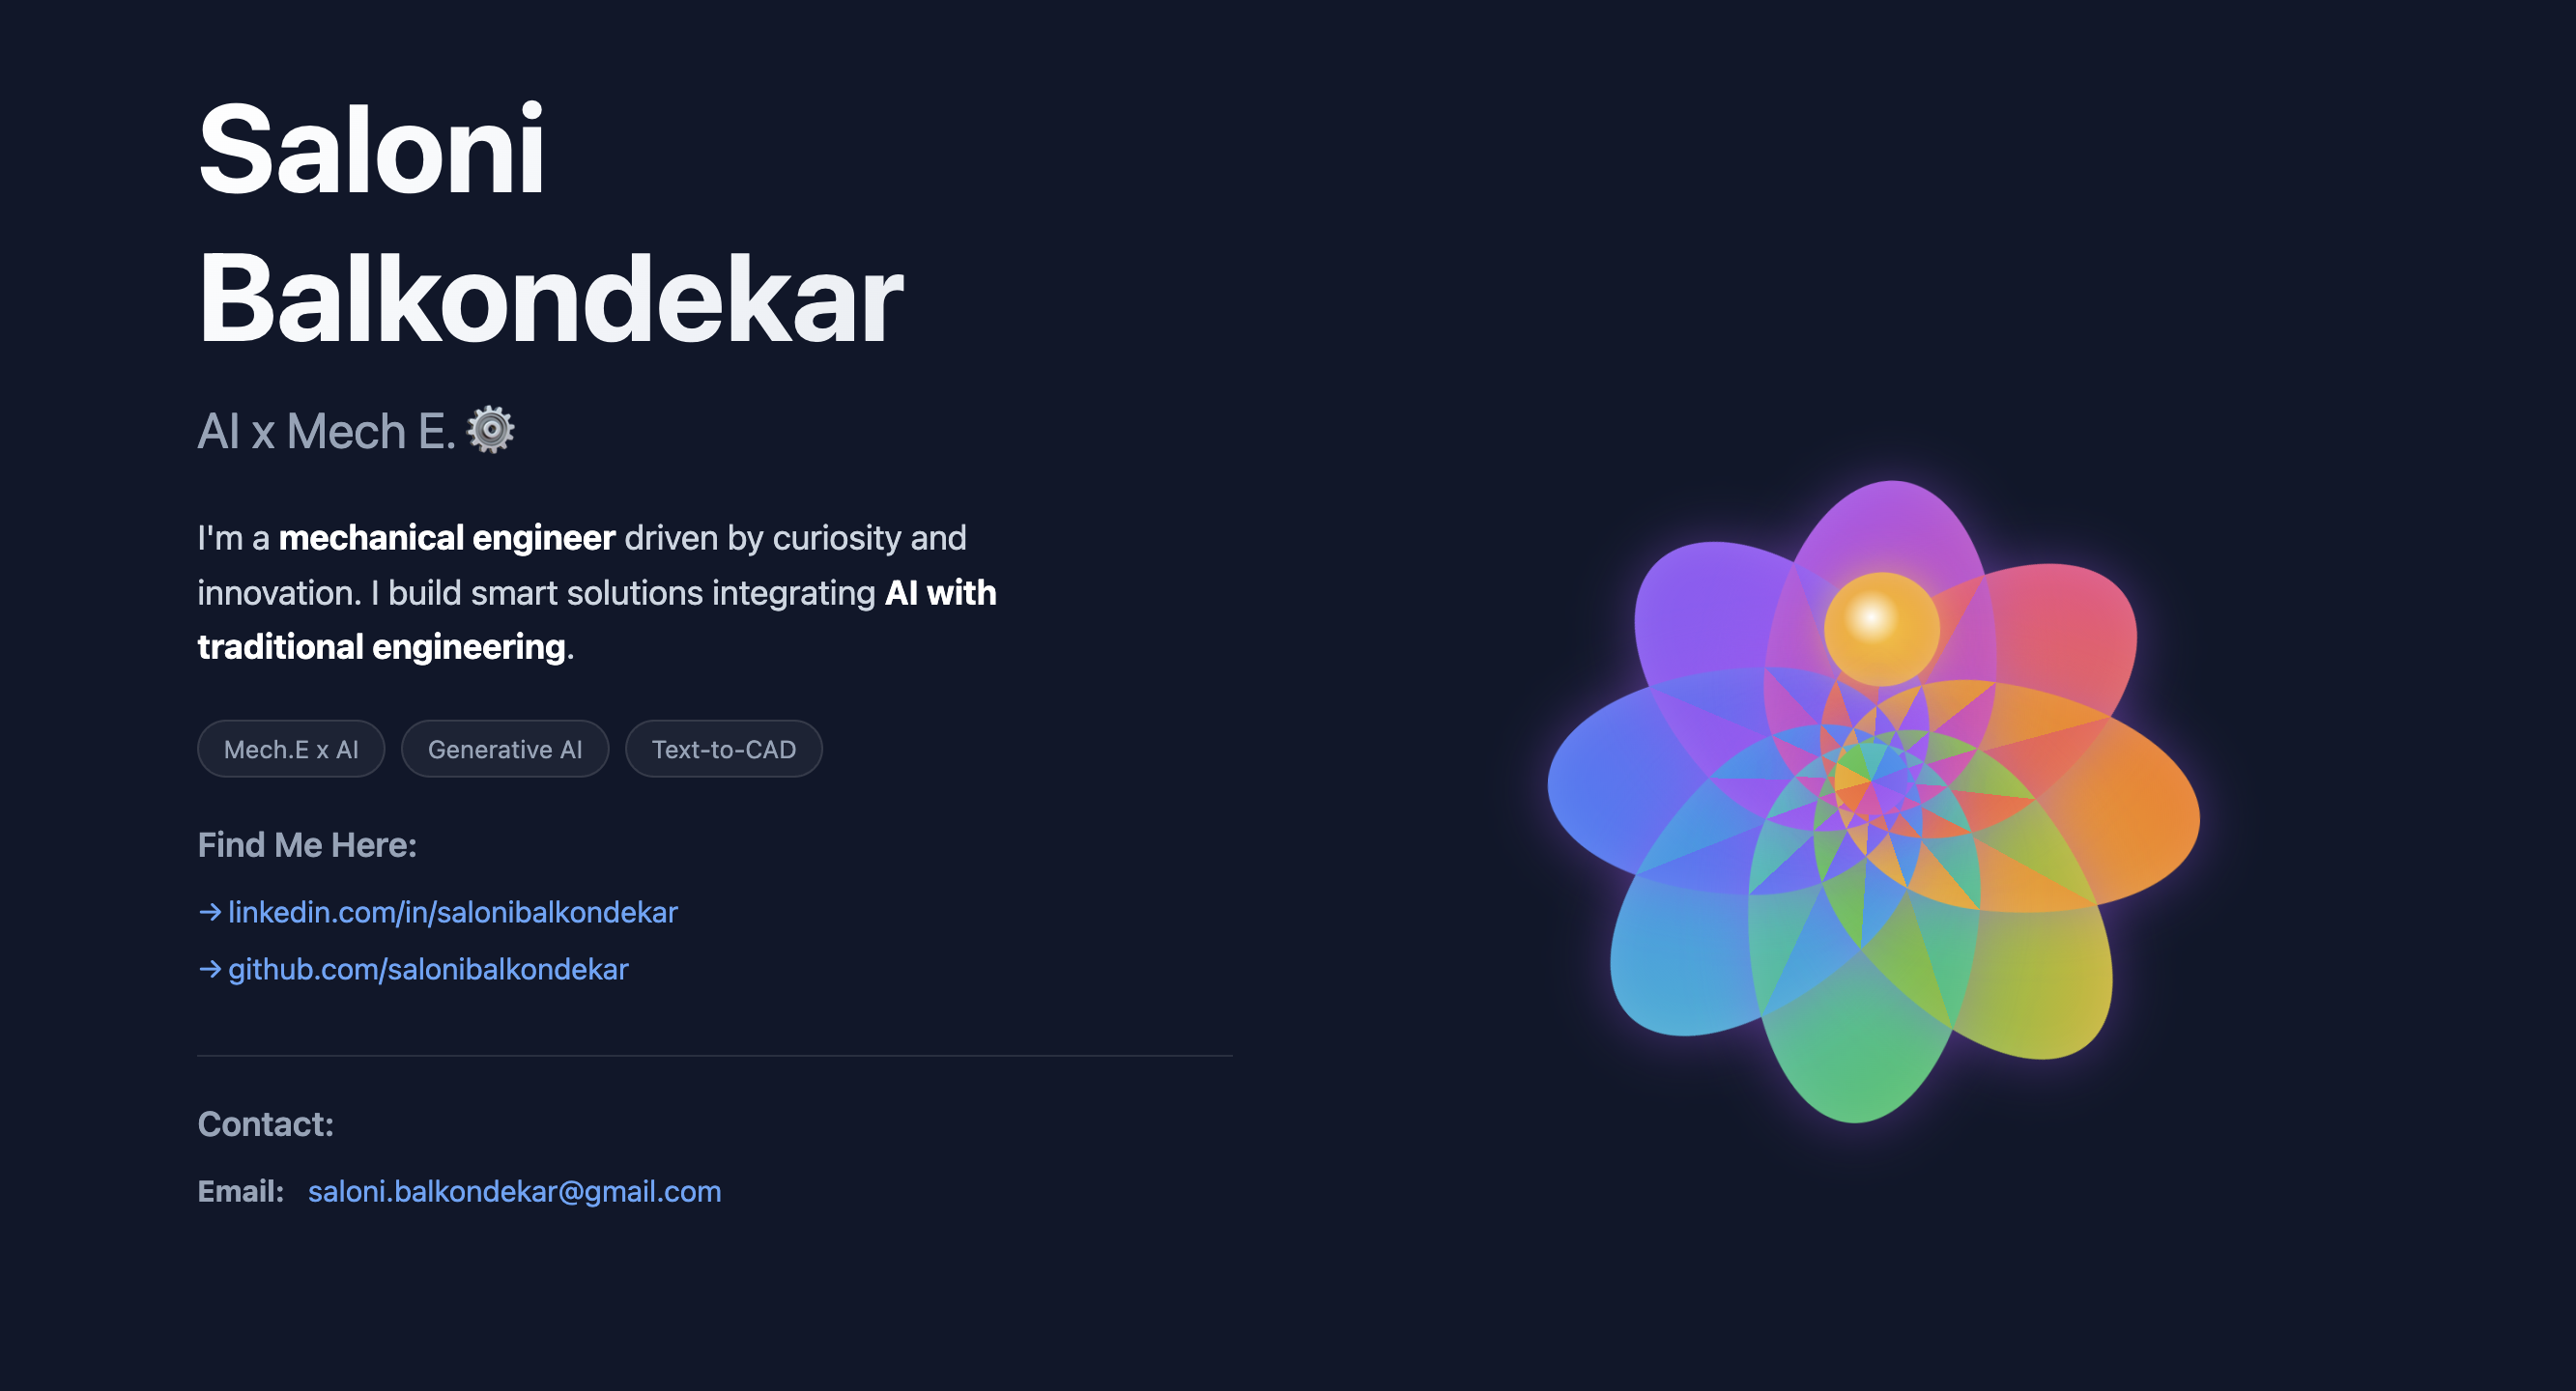 Saloni
Balkondekar
AI x Mech E. ⚙️
I'm a mechanical engineer driven by curiosity and
innovation. I build smart solutions integrating AI with
traditional engineering.
Mech.E x AI
Generative AI
Text-to-CAD
Find Me Here:
→ linkedin.com/in/salonibalkondekar
→ github.com/salonibalkondekar
Contact:
Email: saloni.balkondekar@gmail.com